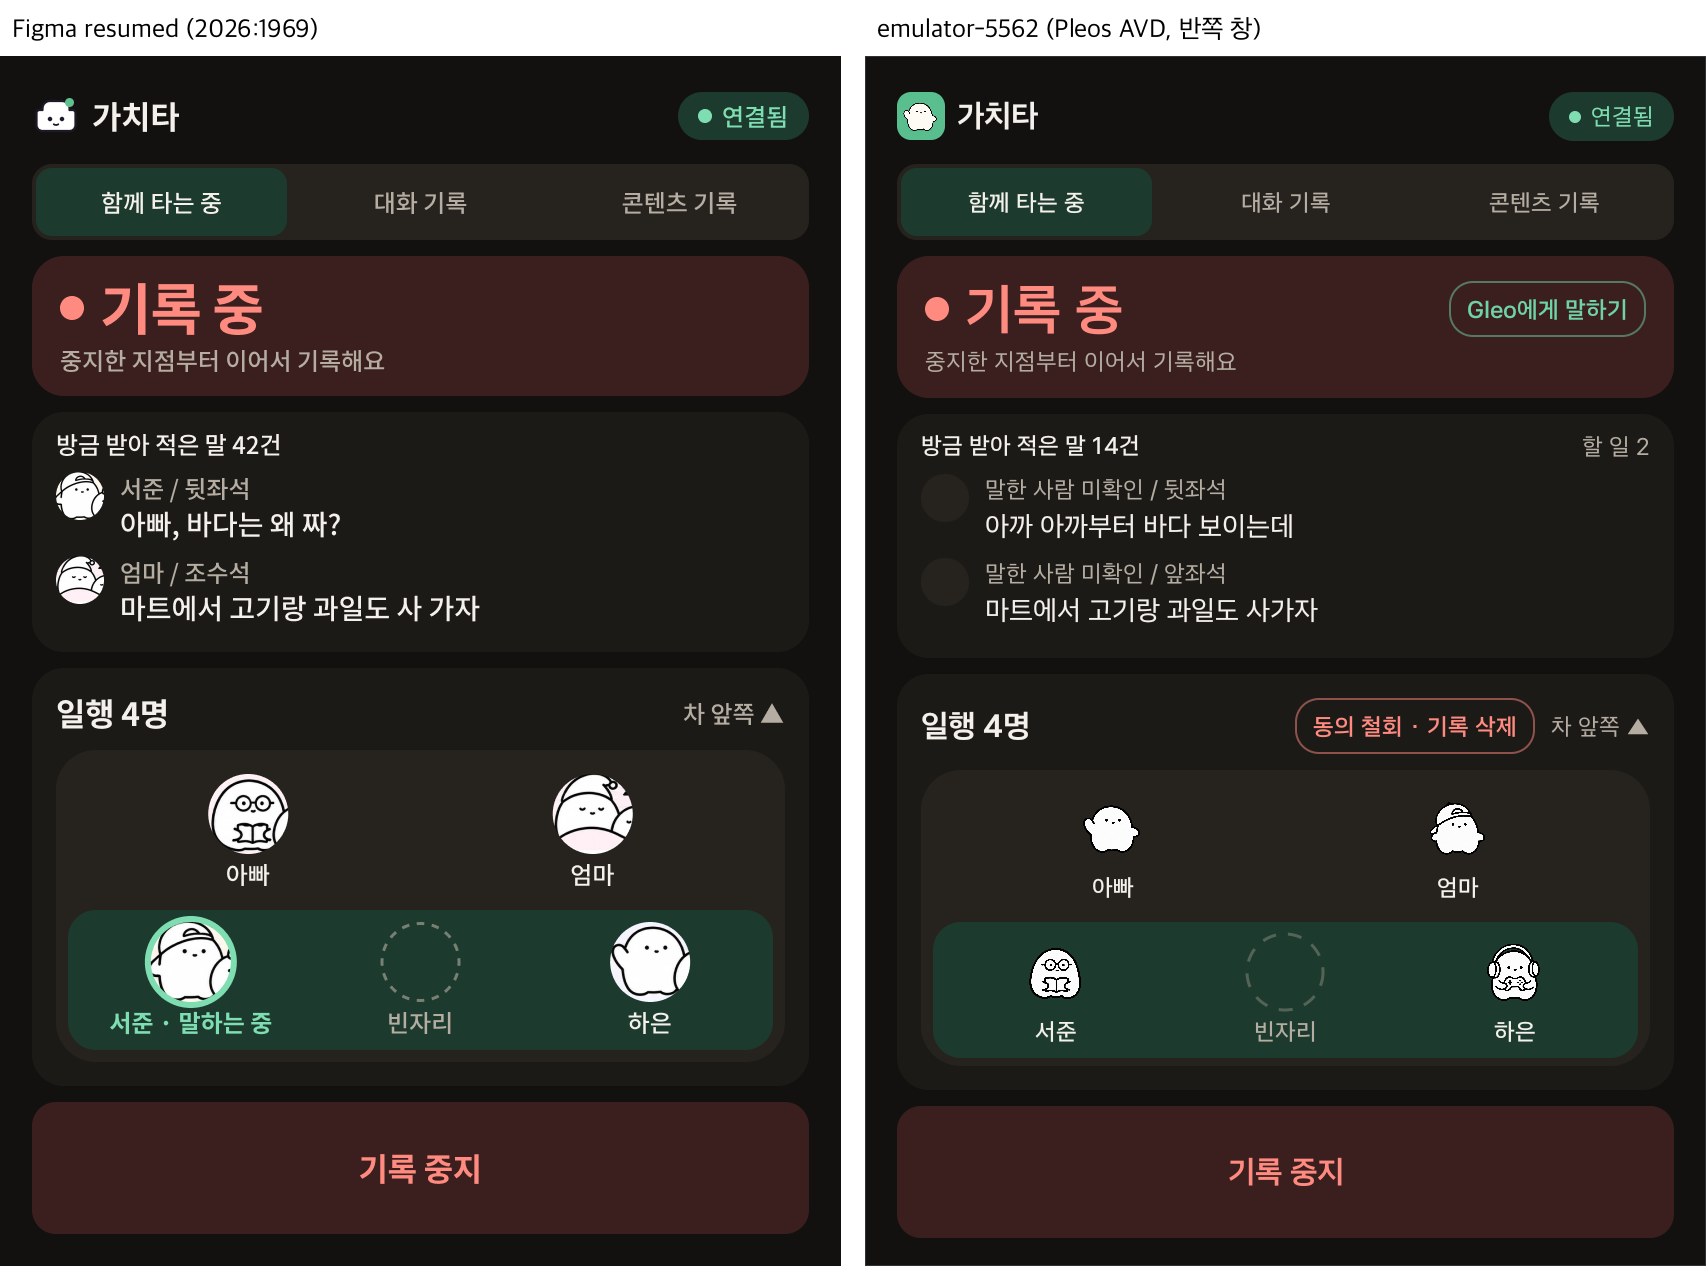 Figma resumed (2026:1969)
가치타
연결됨
함께 타는 중
대화 기록
콘텐츠 기록
기록 중
중지한 지점부터 이어서 기록해요
방금 받아 적은 말 42건
서준 / 뒷좌석
아빠, 바다는 왜 짜?
엄마 / 조수석
마트에서 고기랑 과일도 사 가자
일행 4명
차 앞쪽 ▲
아빠
엄마
서준 · 말하는 중
빈자리
하은
기록 중지
emulator-5562 (Pleos AVD, 반쪽 창)
가치타
연결됨
함께 타는 중
대화 기록
콘텐츠 기록
기록 중
Gleo에게 말하기
중지한 지점부터 이어서 기록해요
방금 받아 적은 말 14건
할 일 2
말한 사람 미확인 / 뒷좌석
아까 아까부터 바다 보이는데
말한 사람 미확인 / 앞좌석
마트에서 고기랑 과일도 사가자
일행 4명
동의 철회 · 기록 삭제
차 앞쪽 ▲
아빠
엄마
서준
빈자리
하은
기록 중지